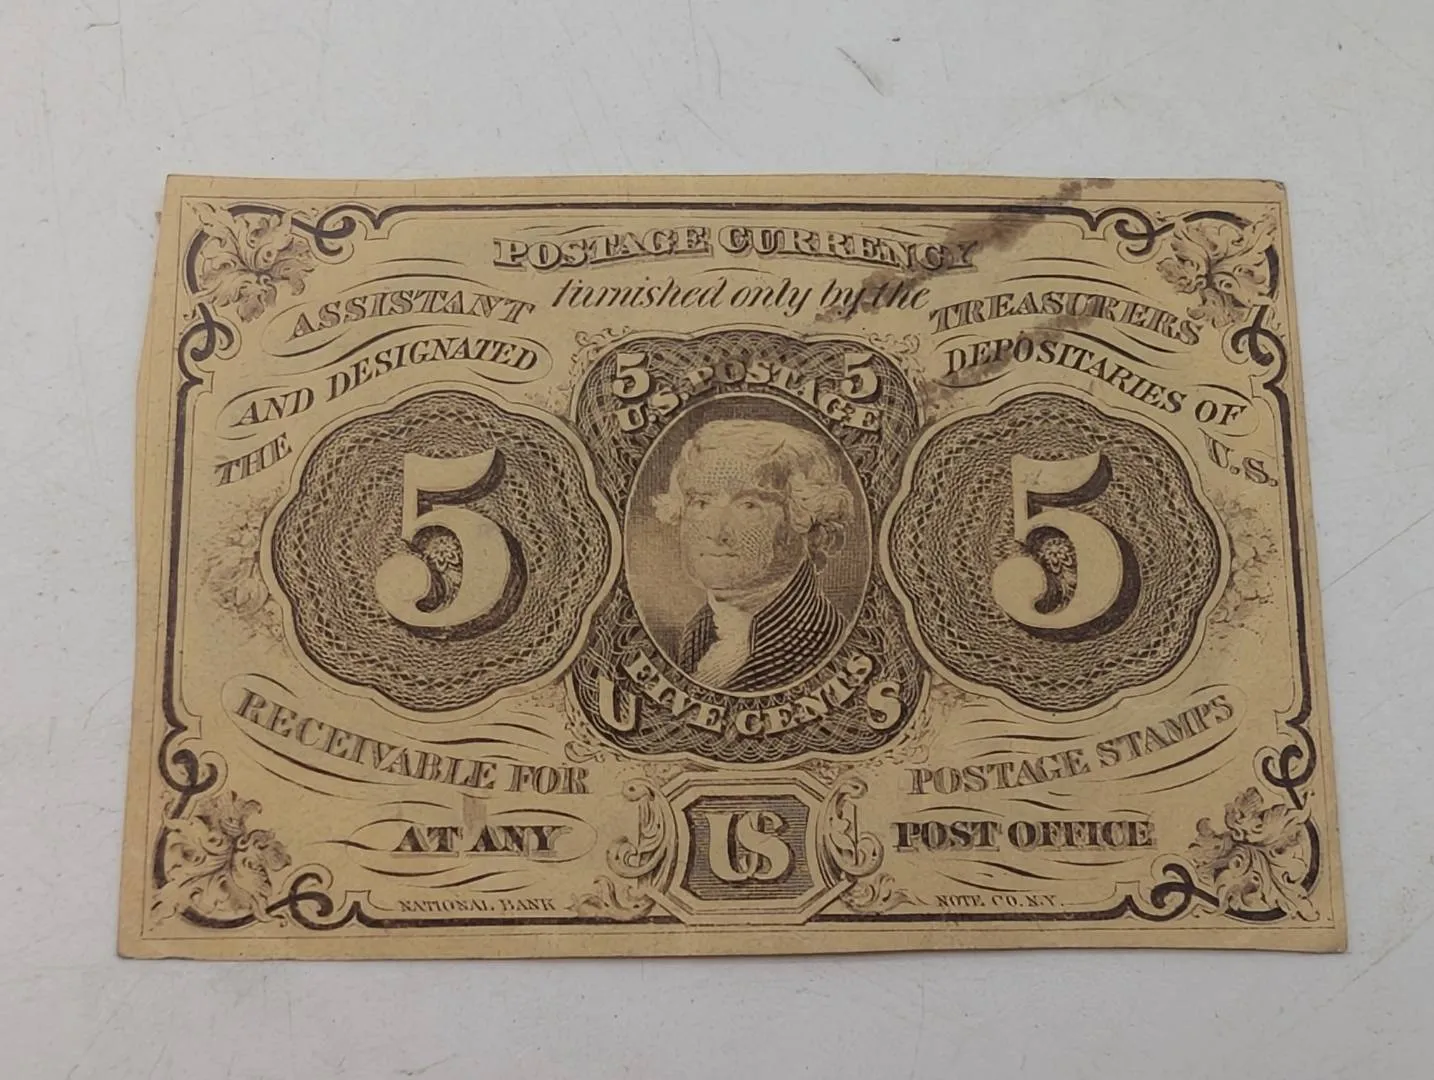 POSTAGE CURRENCY
furnished only by the
ASSISTANT TREASURERS
AND DESIGNATED DEPOSITARIES OF
THE U.S.
5 5
U.S. POSTAGE
5 5
FIVE CENTS
U S
RECEIVABLE FOR POSTAGE STAMPS
AT ANY US POST OFFICE
NATIONAL BANK NOTE CO. N.Y.